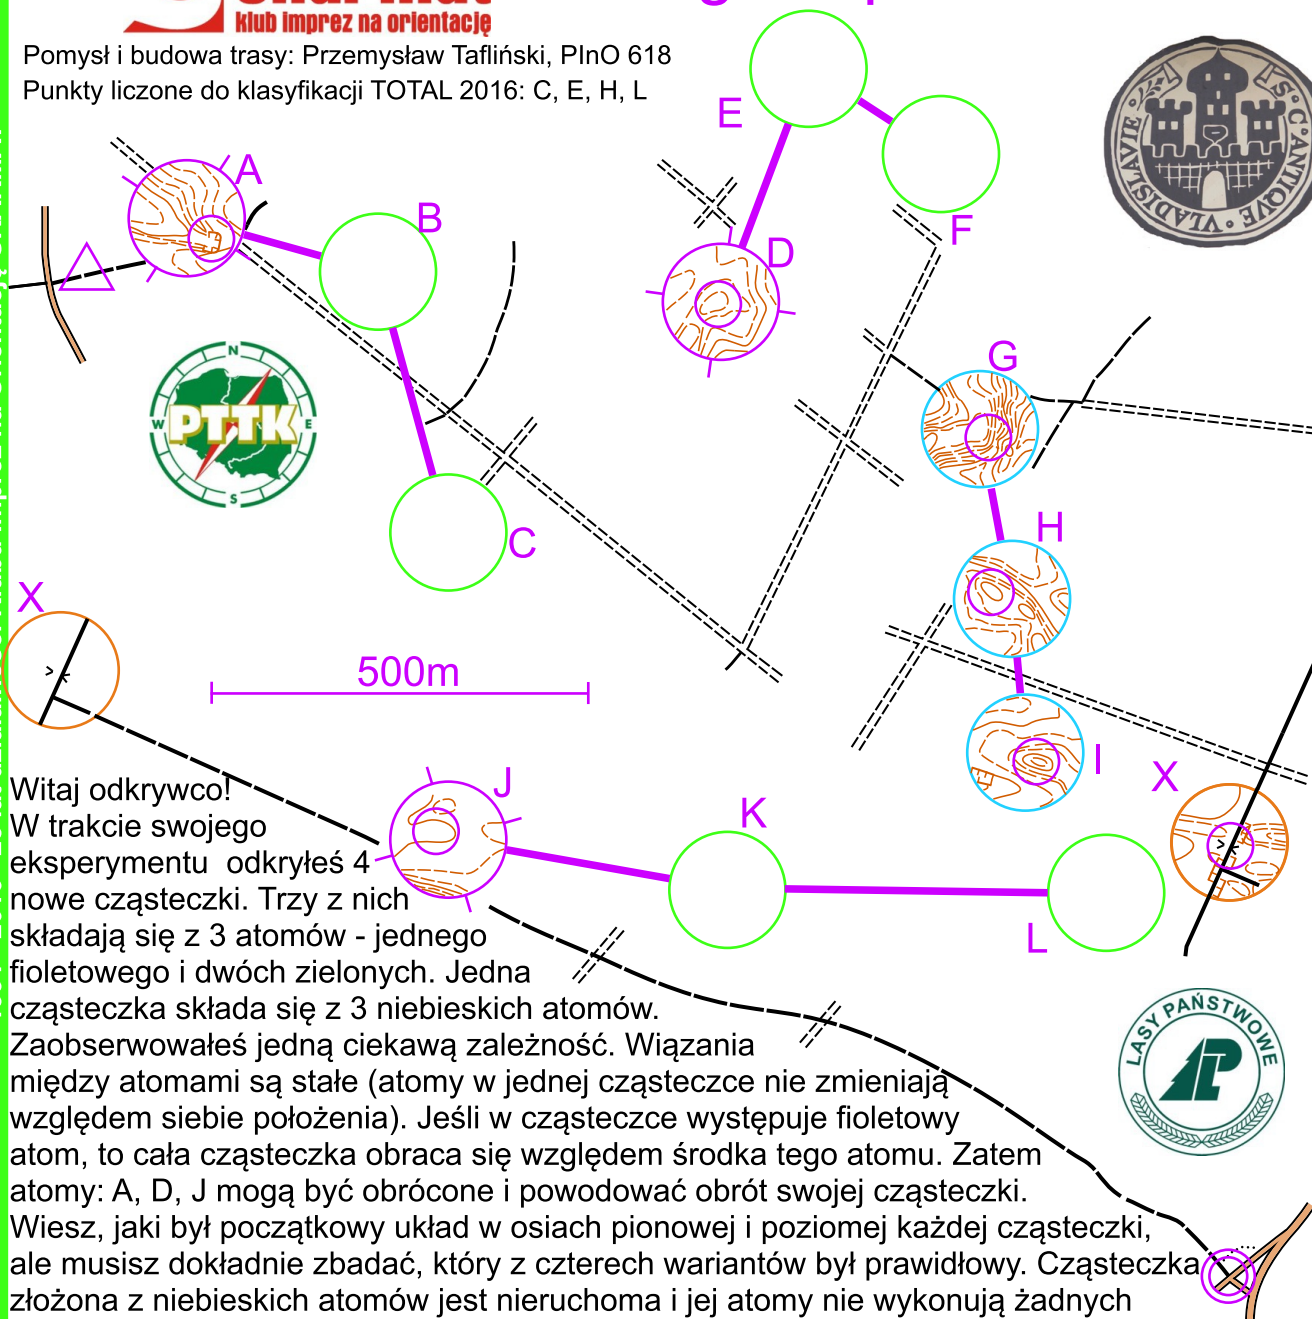 klub imprez na orientację
Pomysł i budowa trasy: Przemysław Tafliński, PInO 618
Punkty liczone do klasyfikacji TOTAL 2016: C, E, H, L
E
F
A
B
D
S·C·ANTIQVE·VLADISLAVIE
N
W
PTTK
E
S
G
C
H
X
500m
I
X
J
K
L
Witaj odkrywco!
W trakcie swojego
eksperymentu odkryłeś 4
nowe cząsteczki. Trzy z nich
składają się z 3 atomów - jednego
fioletowego i dwóch zielonych. Jedna
cząsteczka składa się z 3 niebieskich atomów.
Zaobserwowałeś jedną ciekawą zależność. Wiązania
między atomami są stałe (atomy w jednej cząsteczce nie zmieniają
względem siebie położenia). Jeśli w cząsteczce występuje fioletowy
atom, to cała cząsteczka obraca się względem środka tego atomu. Zatem
atomy: A, D, J mogą być obrócone i powodować obrót swojej cząsteczki.
Wiesz, jaki był początkowy układ w osiach pionowej i poziomej każdej cząsteczki,
ale musisz dokładnie zbadać, który z czterech wariantów był prawidłowy. Cząsteczka
złożona z niebieskich atomów jest nieruchoma i jej atomy nie wykonują żadnych
LASY PAŃSTWOWE